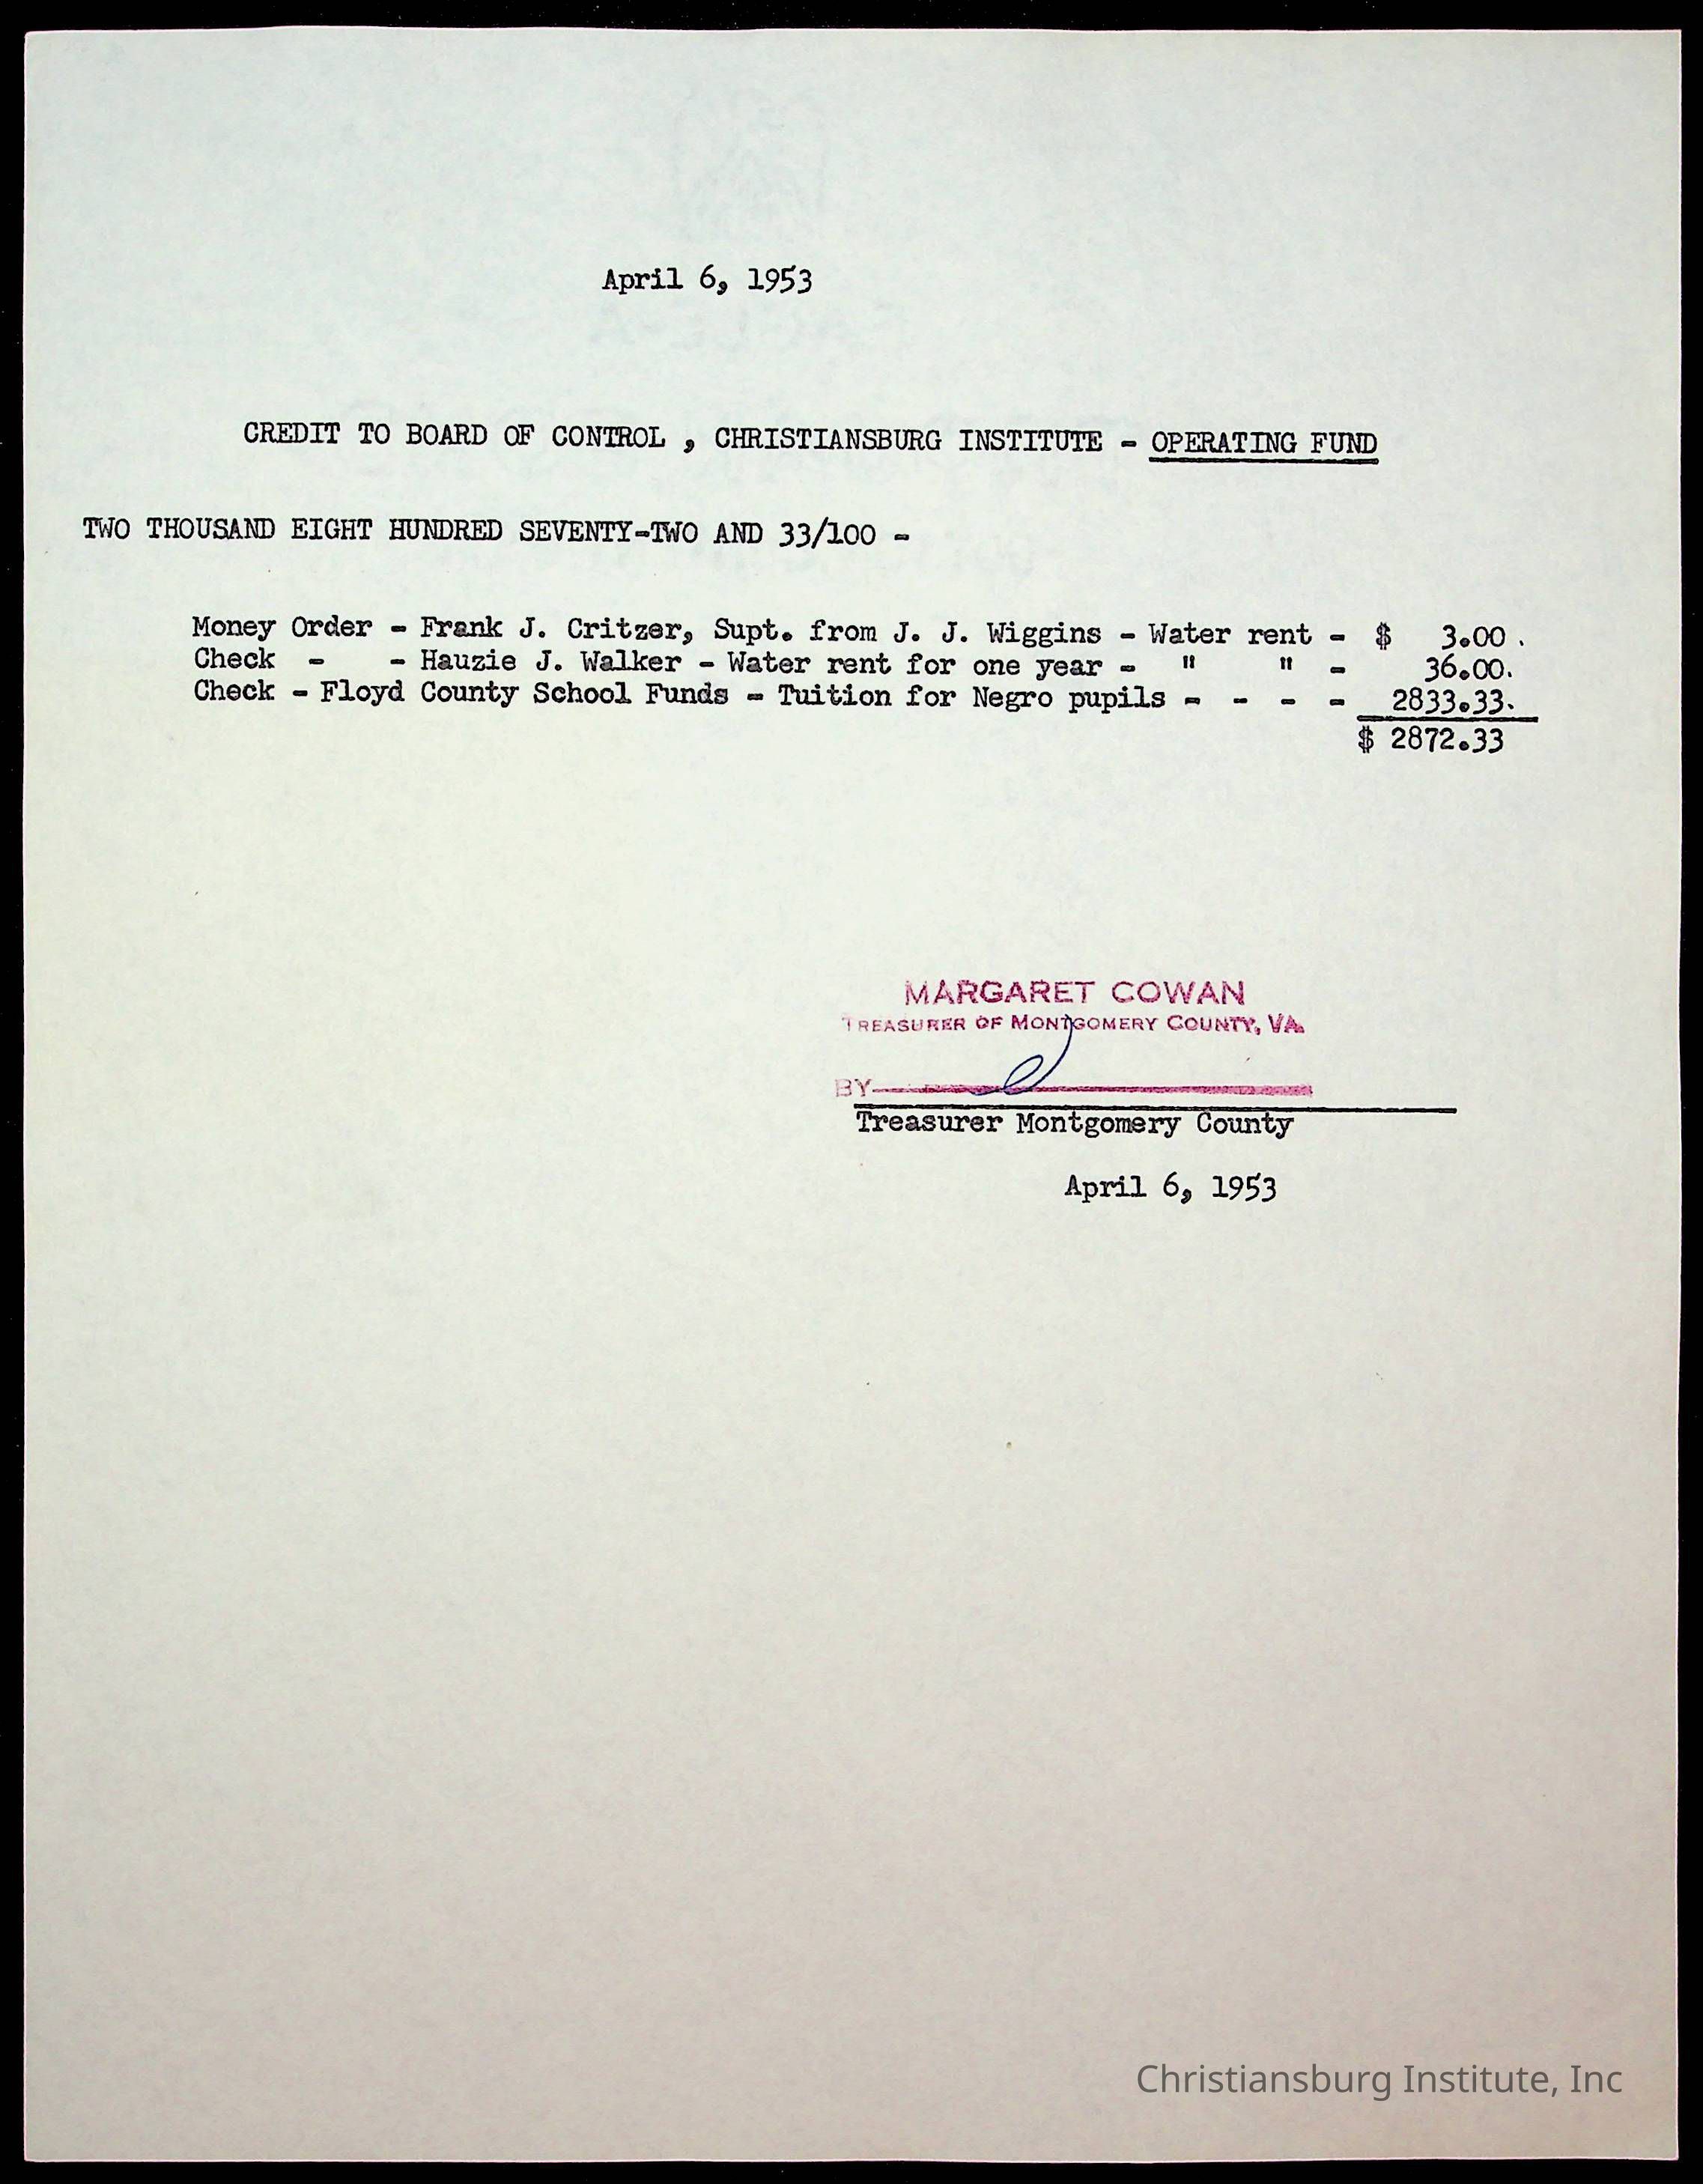 April 6, 1953
CREDIT TO BOARD OF CONTROL , CHRISTIANSBURG INSTITUTE - OPERATING FUND
TWO THOUSAND EIGHT HUNDRED SEVENTY-TWO AND 33/100 -
Money Order - Frank J. Critzer, Supt. from J. J. Wiggins - Water rent - $ 3.00 .
Check - - Hauzie J. Walker - Water rent for one year - " " - 36.00.
Check - Floyd County School Funds - Tuition for Negro pupils - - - - 2833.33.
$ 2872.33
MARGARET COWAN
TREASURER OF MONTGOMERY COUNTY, VA.
BY
Treasurer Montgomery County
April 6, 1953
Christiansburg Institute, Inc